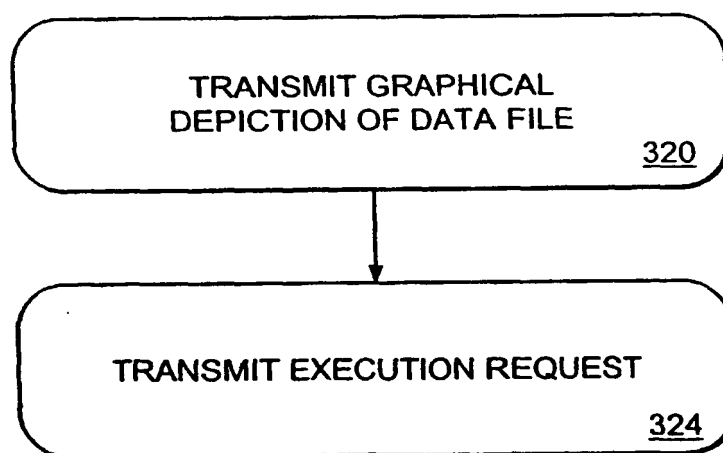 TRANSMIT GRAPHICAL
DEPICTION OF DATA FILE
320
TRANSMIT EXECUTION REQUEST
324